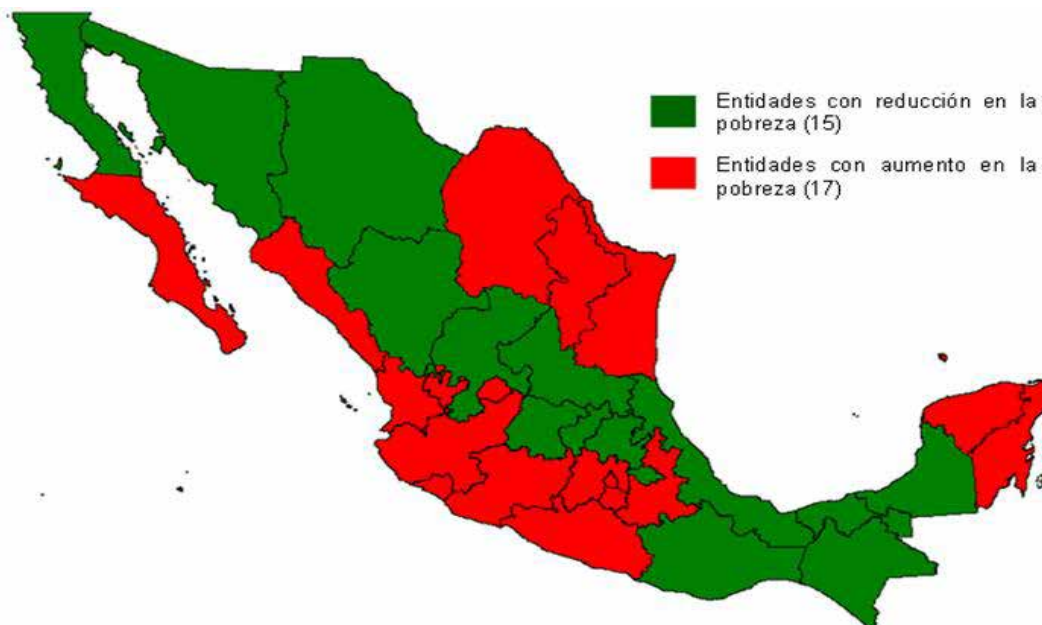 Entidades con reducción en la
pobreza (15)
Entidades con aumento en la
pobreza (17)